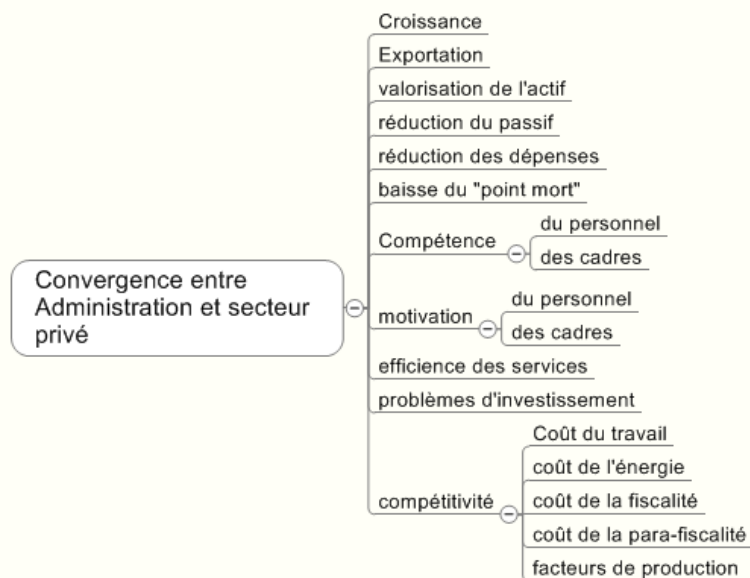 Convergence entre
Administration et secteur
privé
Croissance
Exportation
valorisation de l'actif
réduction du passif
réduction des dépenses
baisse du "point mort"
Compétence
du personnel
des cadres
motivation
du personnel
des cadres
efficience des services
problèmes d'investissement
compétitivité
Coût du travail
coût de l'énergie
coût de la fiscalité
coût de la para-fiscalité
facteurs de production